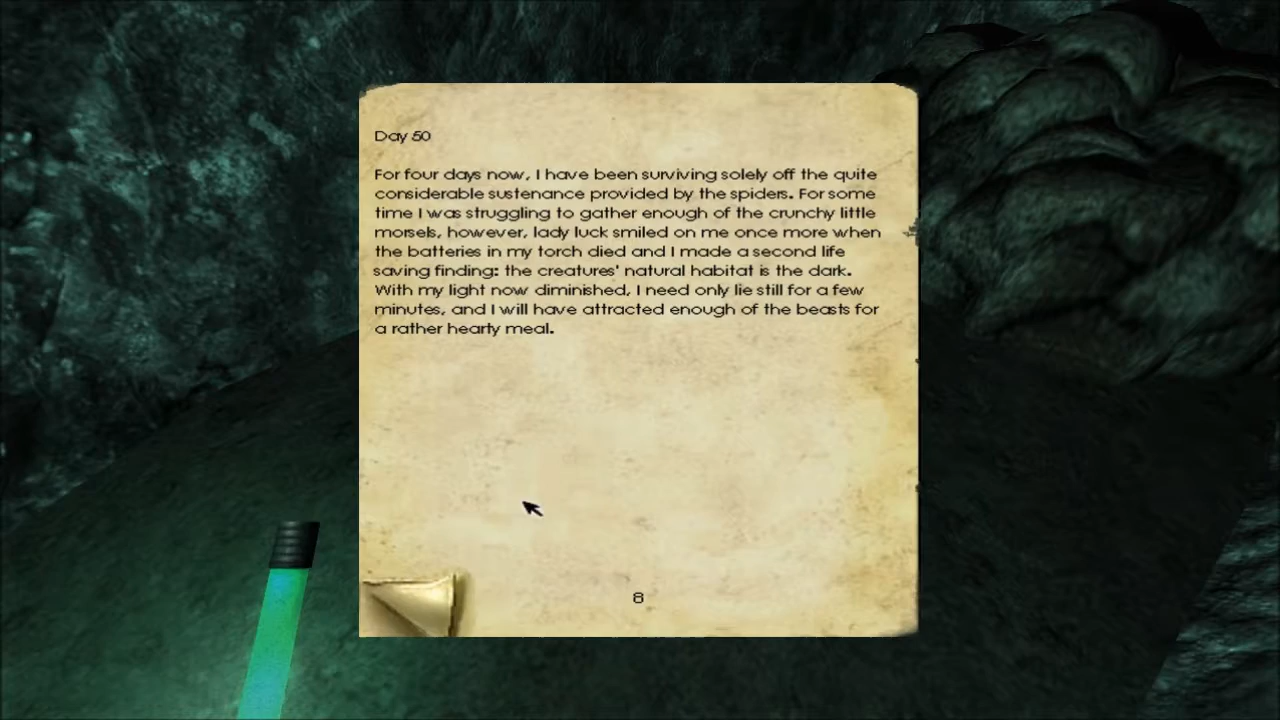 Day 50
For four days now, I have been surviving solely off the quite
considerable sustenance provided by the spiders. For some
time I was struggling to gather enough of the crunchy little
morsels, however, lady luck smiled on me once more when
the batteries in my torch died and I made a second life
saving finding: the creatures' natural habitat is the dark.
With my light now diminished, I need only lie still for a few
minutes, and I will have attracted enough of the beasts for
a rather hearty meal.
8